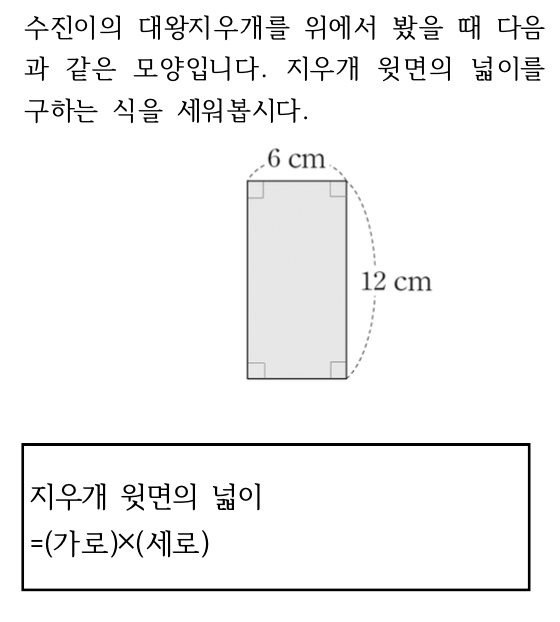 수진이의 대왕지우개를 위에서 봤을 때 다음
과 같은 모양입니다. 지우개 윗면의 넓이를
구하는 식을 세워봅시다.
6 cm
12 cm
지우개 윗면의 넓이
=(가로)×(세로)